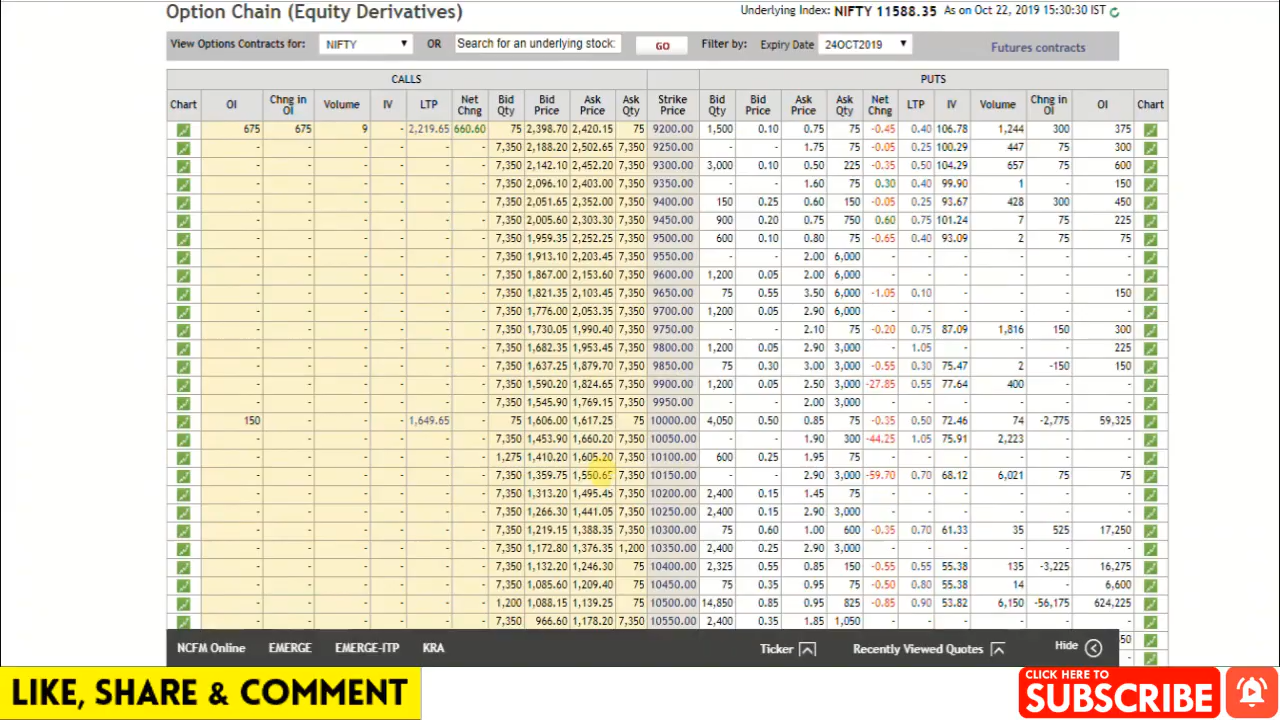 Option Chain (Equity Derivatives)
Underlying Index: NIFTY 11588.35 As on Oct 22, 2019 15:30:30 IST
View Options Contracts for: NIFTY OR Search for an underlying stock: GO Filter by: Expiry Date 24OCT2019 Futures contracts
CALLS PUTS
Chart OI Chng in OI Volume IV LTP Net Chng Bid Qty Bid Price Ask Price Ask Qty Strike Price Bid Qty Bid Price Ask Price Ask Qty Net Chng LTP IV Volume Chng in OI OI Chart
675 675 9 - 2,219.65 660.60 75 2,398.70 2,420.15 75 9200.00 1,500 0.10 0.75 75 -0.45 0.40 106.78 1,244 300 375
- - - - - - 7,350 2,188.20 2,502.65 7,350 9250.00 - - 1.75 75 -0.05 0.25 100.29 447 75 300
- - - - - - 7,350 2,142.10 2,452.20 7,350 9300.00 3,000 0.10 0.50 225 -0.35 0.50 104.29 657 75 600
- - - - - - 7,350 2,096.10 2,403.00 7,350 9350.00 - - 1.60 75 0.30 0.40 99.90 1 - 150
- - - - - - 7,350 2,051.65 2,352.00 7,350 9400.00 150 0.25 0.60 150 -0.05 0.25 93.67 428 300 450
- - - - - - 7,350 2,005.60 2,303.30 7,350 9450.00 900 0.20 0.75 750 0.60 0.75 101.24 7 75 225
- - - - - - 7,350 1,959.35 2,252.25 7,350 9500.00 600 0.10 0.80 75 -0.65 0.40 93.09 2 75 75
- - - - - - 7,350 1,913.10 2,203.45 7,350 9550.00 - - 2.00 6,000 - - - - - -
- - - - - - 7,350 1,867.00 2,153.60 7,350 9600.00 1,200 0.05 2.00 6,000 - - - - - -
- - - - - - 7,350 1,821.35 2,103.45 7,350 9650.00 75 0.55 3.50 6,000 -1.05 0.10 - - - 150
- - - - - - 7,350 1,776.00 2,053.35 7,350 9700.00 1,200 0.05 2.90 6,000 - - - - - -
- - - - - - 7,350 1,730.05 1,990.40 7,350 9750.00 - - 2.10 75 -0.20 0.75 87.09 1,816 150 300
- - - - - - 7,350 1,682.35 1,953.45 7,350 9800.00 1,200 0.05 2.90 3,000 - 1.05 - - - 225
- - - - - - 7,350 1,637.25 1,879.70 7,350 9850.00 75 0.30 3.00 3,000 -0.55 0.30 75.47 2 -150 150
- - - - - - 7,350 1,590.20 1,824.65 7,350 9900.00 1,200 0.05 2.50 3,000 -27.85 0.55 77.64 400 - -
- - - - - - 7,350 1,545.90 1,769.15 7,350 9950.00 - - 2.00 3,000 - - - - - -
150 - - - 1,649.65 - 75 1,606.00 1,617.25 75 10000.00 4,050 0.50 0.85 75 -0.35 0.50 72.46 74 -2,775 59,325
- - - - - - 7,350 1,453.90 1,660.20 7,350 10050.00 - - 1.90 300 -44.25 1.05 75.91 2,223 - -
- - - - - - 1,275 1,410.20 1,605.20 7,350 10100.00 600 0.25 1.95 75 - - - - - -
- - - - - - 7,350 1,359.75 7,350 10150.00 - - 2.90 3,000 -59.70 0.70 68.12 6,021 75 75
- - - - - - 7,350 1,313.20 1,495.45 7,350 10200.00 2,400 0.15 1.45 75 - - - - - -
- - - - - - 7,350 1,266.30 1,441.05 7,350 10250.00 2,400 0.15 2.90 3,000 - - - - - -
- - - - - - 7,350 1,219.15 1,388.35 7,350 10300.00 75 0.60 1.00 600 -0.35 0.70 61.33 35 525 17,250
- - - - - - 7,350 1,172.80 1,376.35 1,200 10350.00 2,400 0.25 2.90 3,000 - - - - - -
- - - - - - 7,350 1,132.20 1,246.30 75 10400.00 2,325 0.55 0.85 150 -0.55 0.55 55.38 135 -3,225 16,275
- - - - - - 7,350 1,085.60 1,209.40 75 10450.00 75 0.35 0.95 75 -0.50 0.80 55.38 14 - 6,600
- - - - - - 1,200 1,088.15 1,139.25 75 10500.00 14,850 0.85 0.95 825 -0.85 0.90 53.82 6,150 -56,175 624,225
- - - - - - 7,350 966.60 1,178.20 7,350 10550.00 2,400 0.35 1.85 1,050 - - - - - -
NCFM Online EMERGE EMERGE-ITP KRA Ticker Recently Viewed Quotes Hide
LIKE, SHARE & COMMENT
CLICK HERE TO
SUBSCRIBE